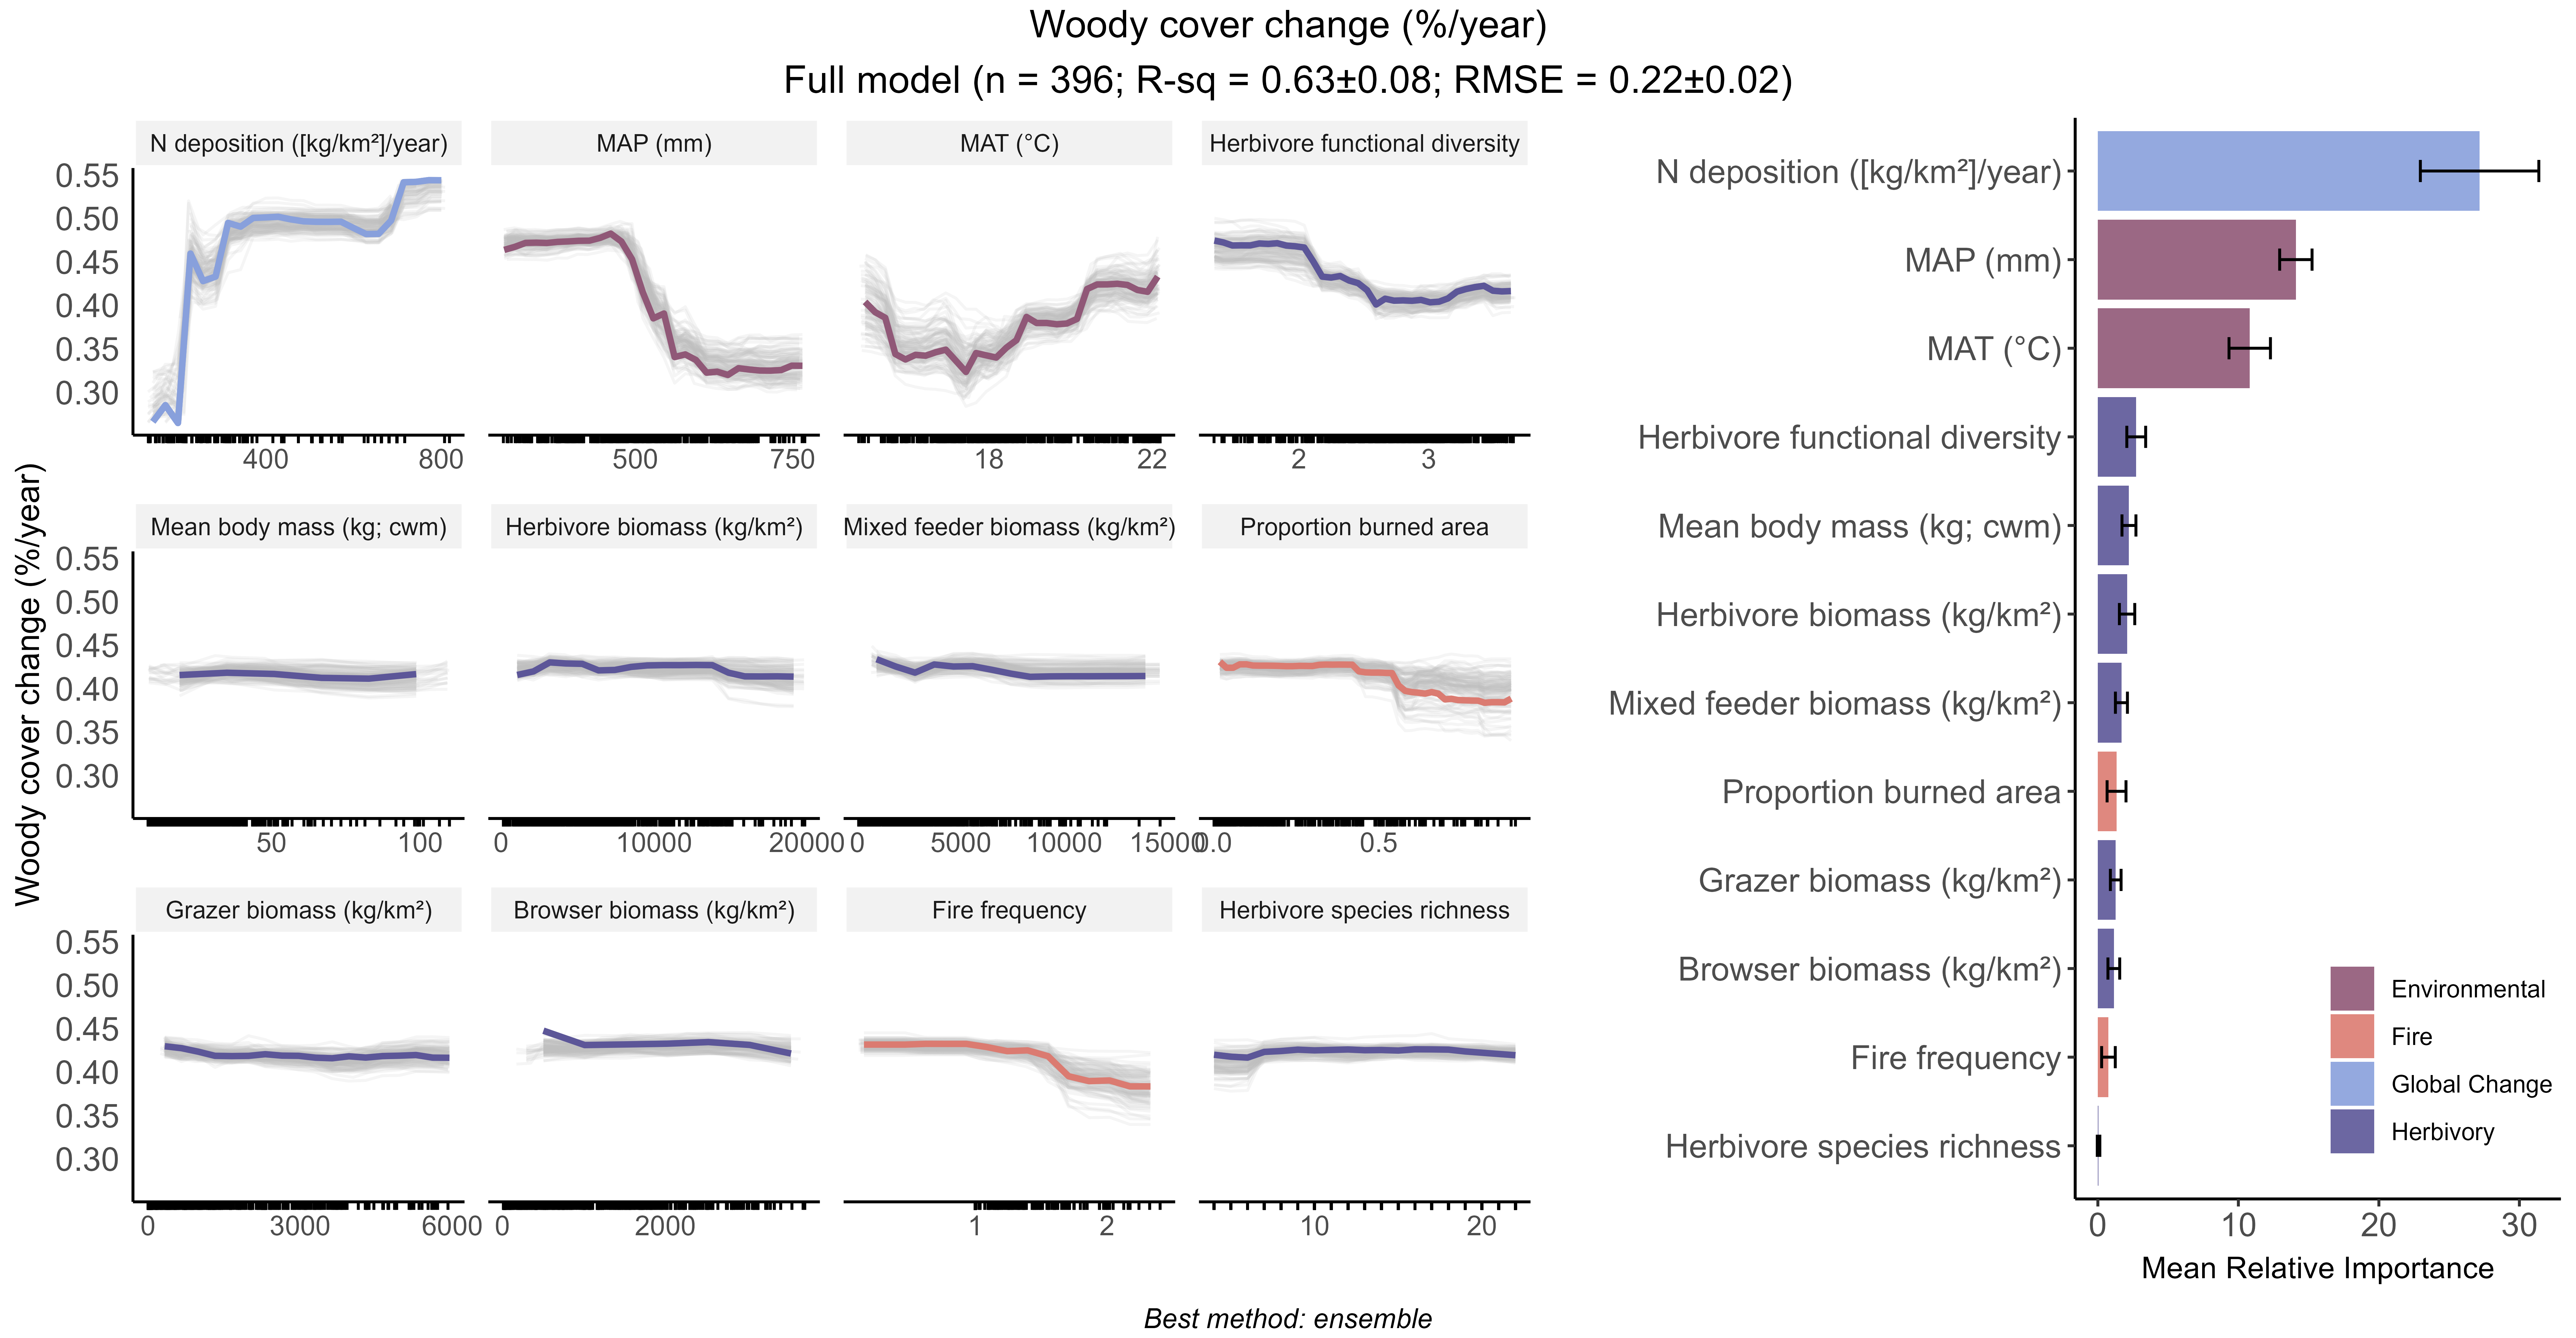 Woody cover change (%/year)
Full model (n = 396; R-sq = 0.63±0.08; RMSE = 0.22±0.02)
Woody cover change (%/year)
N deposition ([kg/km²]/year)
MAP (mm)
MAT (°C)
Herbivore functional diversity
0.55
0.50
0.45
0.40
0.35
0.30
400 800
500 750
18 22
2 3
Mean body mass (kg; cwm)
Herbivore biomass (kg/km²)
Mixed feeder biomass (kg/km²)
Proportion burned area
0.55
0.50
0.45
0.40
0.35
0.30
50 100
0 10000 20000
0 5000 10000 15000
0.0 0.5
Grazer biomass (kg/km²)
Browser biomass (kg/km²)
Fire frequency
Herbivore species richness
0.55
0.50
0.45
0.40
0.35
0.30
0 3000 6000
0 2000
1 2
10 20
N deposition ([kg/km²]/year)
MAP (mm)
MAT (°C)
Herbivore functional diversity
Mean body mass (kg; cwm)
Herbivore biomass (kg/km²)
Mixed feeder biomass (kg/km²)
Proportion burned area
Grazer biomass (kg/km²)
Browser biomass (kg/km²)
Fire frequency
Herbivore species richness
Environmental
Fire
Global Change
Herbivory
0 10 20 30
Mean Relative Importance
Best method: ensemble